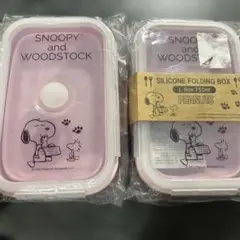 SNOOPY
and
WOODSTOCK
SNOOPY
and
WOODSTOCK
SILICONE FOLDING BOX
PEANUTS